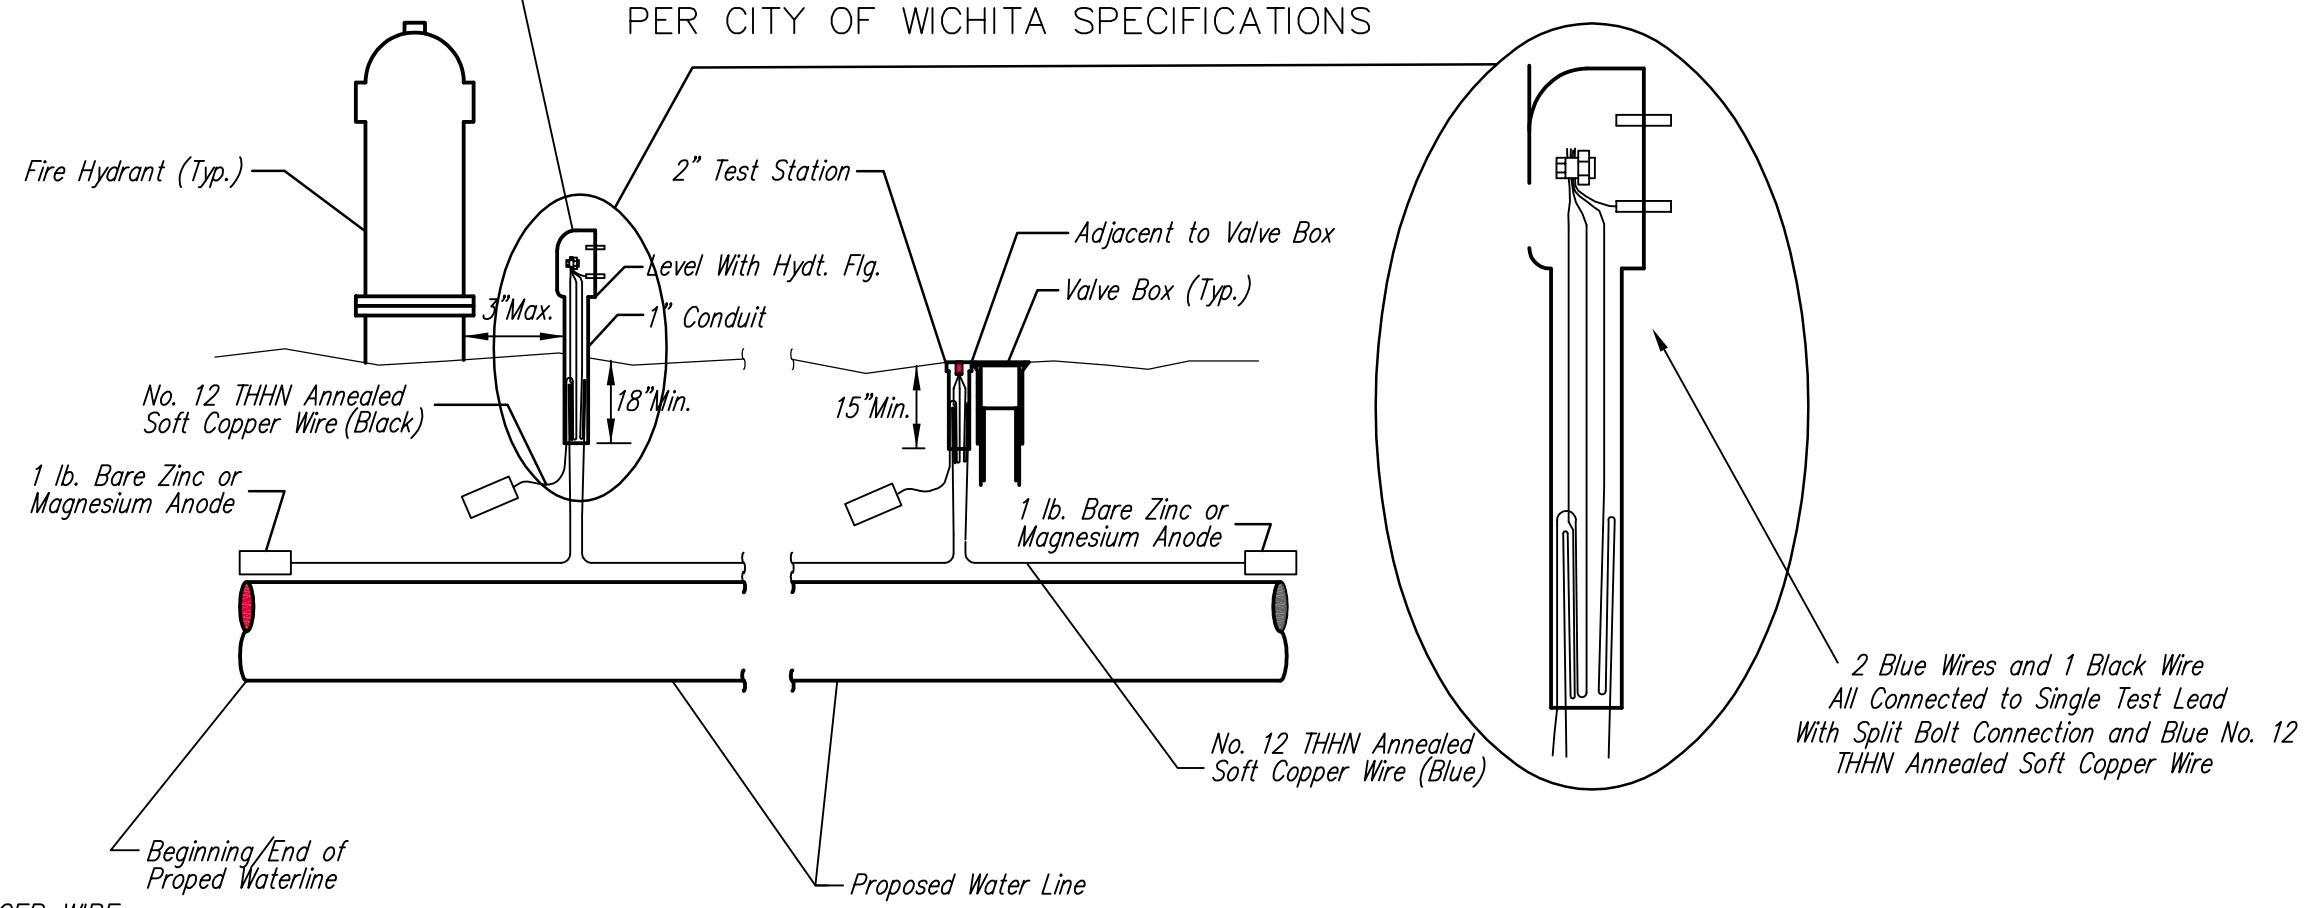 PER CITY OF WICHITA SPECIFICATIONS
Fire Hydrant (Typ.)
2" Test Station
Adjacent to Valve Box
Level With Hydt. Flg.
Valve Box (Typ.)
3"Max.
1" Conduit
No. 12 THHN Annealed
Soft Copper Wire (Black)
18"Min.
15"Min.
1 lb. Bare Zinc or
Magnesium Anode
1 lb. Bare Zinc or
Magnesium Anode
2 Blue Wires and 1 Black Wire
All Connected to Single Test Lead
With Split Bolt Connection and Blue No. 12
THHN Annealed Soft Copper Wire
No. 12 THHN Annealed
Soft Copper Wire (Blue)
Beginning/End of
Proped Waterline
Proposed Water Line
WIRE